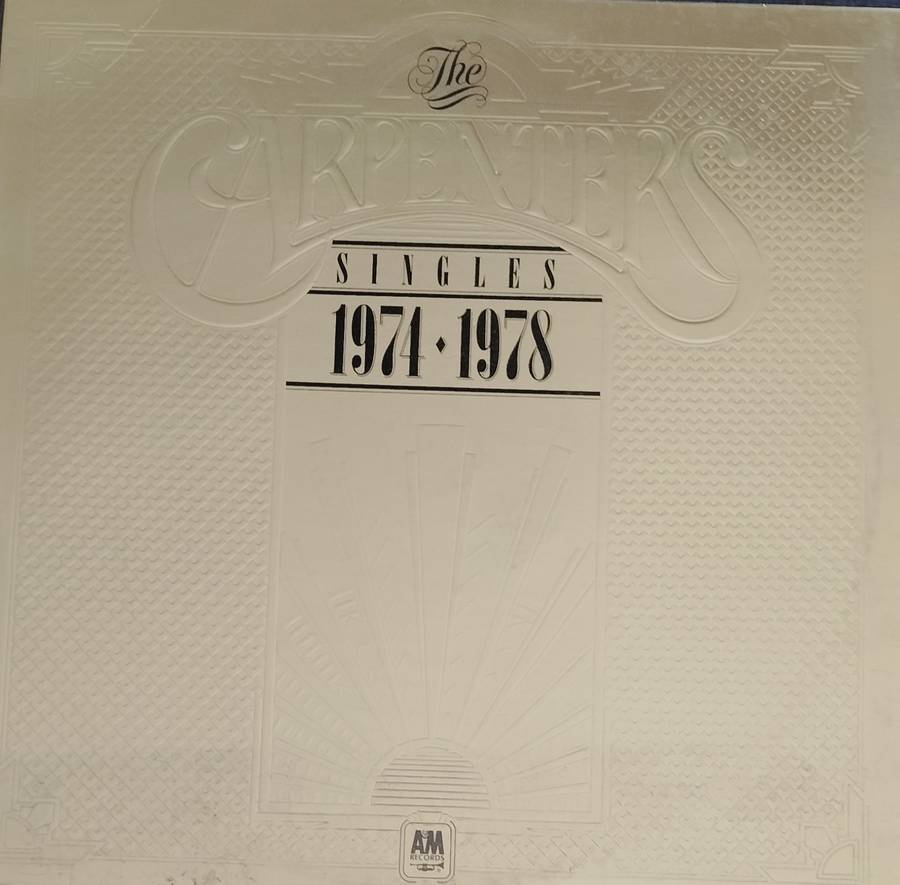 The
CARPENTERS
SINGLES
1974 ♦ 1978
A&M
RECORDS